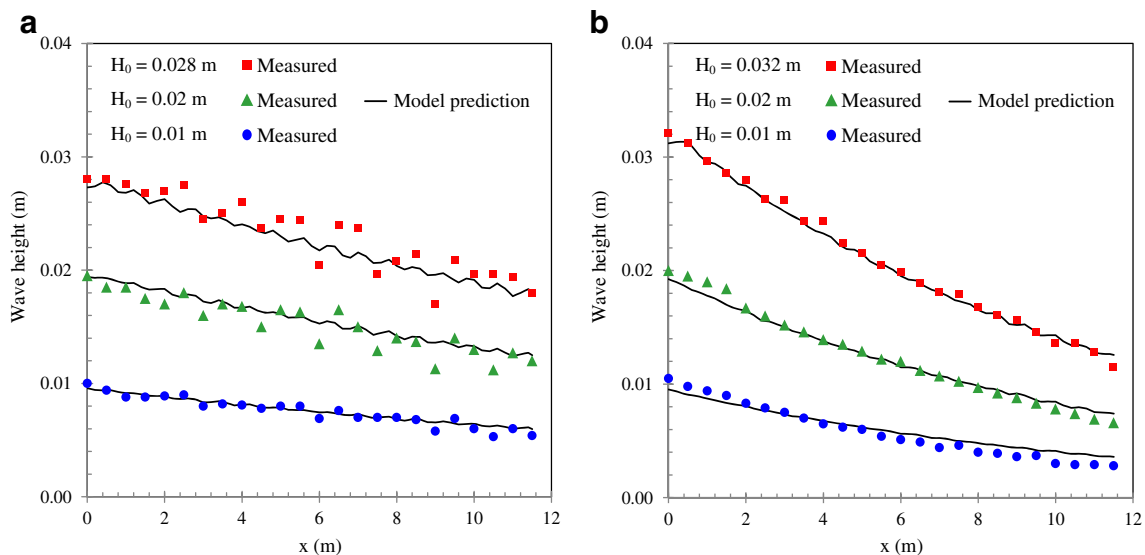 a
0.04
H₀ = 0.028 m Measured
H₀ = 0.02 m Measured Model prediction
H₀ = 0.01 m Measured
0.03
0.02
0.01
0.00
Wave height (m)
0 2 4 6 8 10 12
x (m)
b
0.04
H₀ = 0.032 m Measured
H₀ = 0.02 m Measured Model prediction
H₀ = 0.01 m Measured
0.03
0.02
0.01
0.00
Wave height (m)
0 2 4 6 8 10 12
x (m)